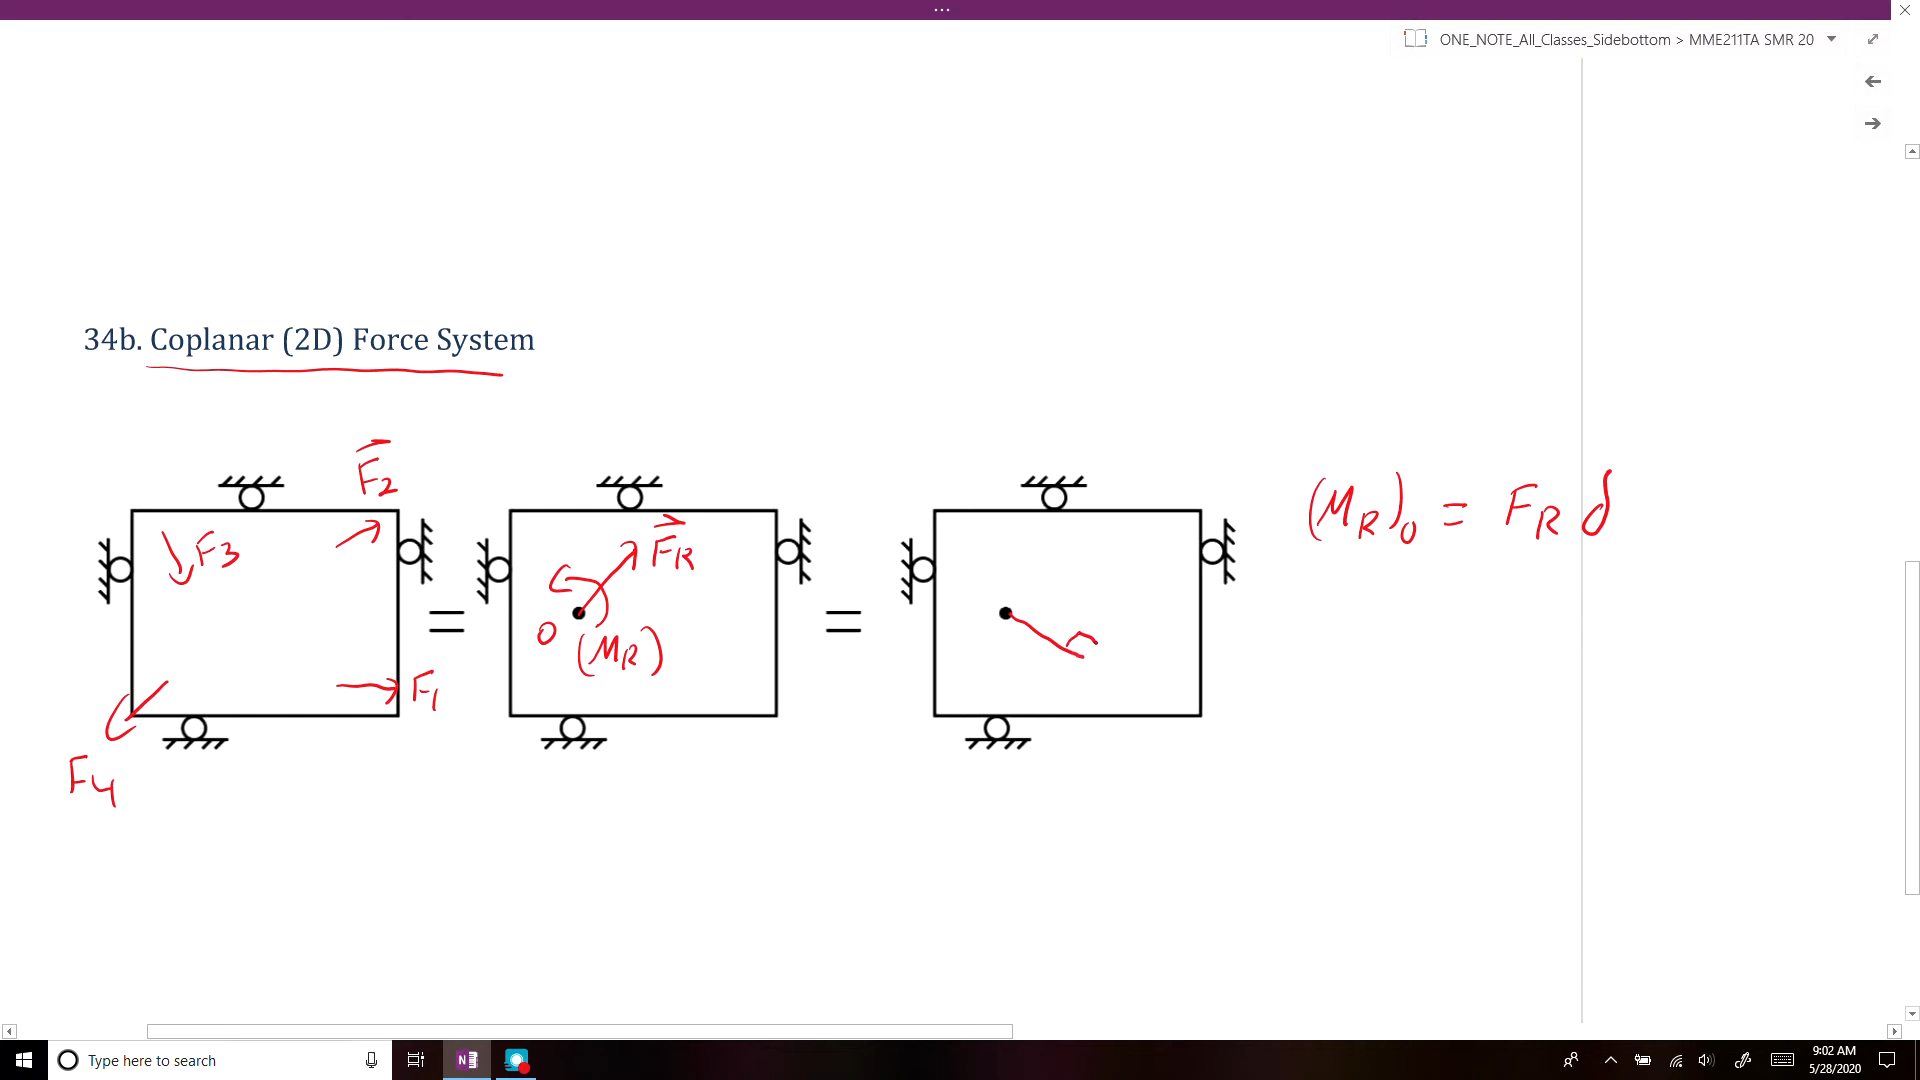 ONE_NOTE_All_Classes_Sidebottom > MME211TA SMR 20
34b. Coplanar (2D) Force System
F2
F3
FR
(MR)o = FR d
=
=
O
(MR)
F1
F4
Type here to search
9:02 AM
5/28/2020